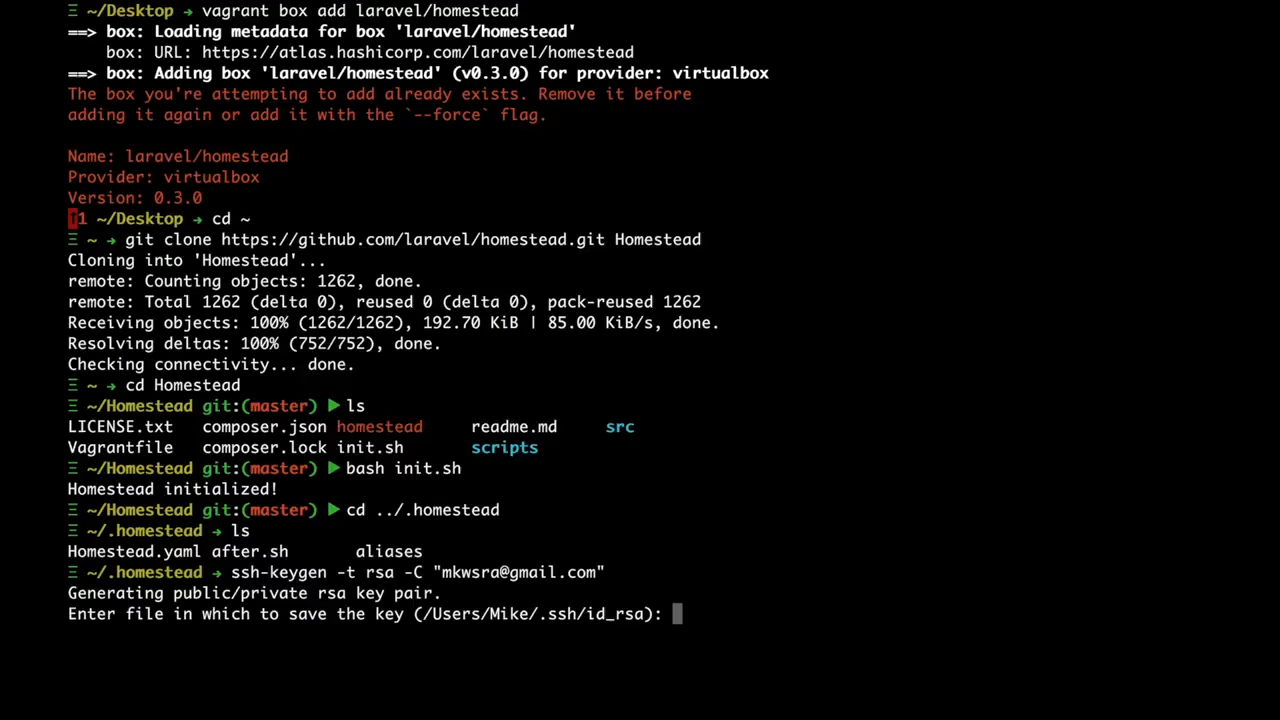 Ξ ~/Desktop → vagrant box add laravel/homestead
==> box: Loading metadata for box 'laravel/homestead'
    box: URL: https://atlas.hashicorp.com/laravel/homestead
==> box: Adding box 'laravel/homestead' (v0.3.0) for provider: virtualbox
The box you're attempting to add already exists. Remove it before
adding it again or add it with the `--force` flag.

Name: laravel/homestead
Provider: virtualbox
Version: 0.3.0
1 ~/Desktop → cd ~
Ξ ~ → git clone https://github.com/laravel/homestead.git Homestead
Cloning into 'Homestead'...
remote: Counting objects: 1262, done.
remote: Total 1262 (delta 0), reused 0 (delta 0), pack-reused 1262
Receiving objects: 100% (1262/1262), 192.70 KiB | 85.00 KiB/s, done.
Resolving deltas: 100% (752/752), done.
Checking connectivity... done.
Ξ ~ → cd Homestead
Ξ ~/Homestead git:(master) ▶ ls
LICENSE.txt   composer.json homestead     readme.md     src
Vagrantfile   composer.lock init.sh       scripts
Ξ ~/Homestead git:(master) ▶ bash init.sh
Homestead initialized!
Ξ ~/Homestead git:(master) ▶ cd ../.homestead
Ξ ~/.homestead → ls
Homestead.yaml after.sh       aliases
Ξ ~/.homestead → ssh-keygen -t rsa -C "mkwsra@gmail.com"
Generating public/private rsa key pair.
Enter file in which to save the key (/Users/Mike/.ssh/id_rsa):